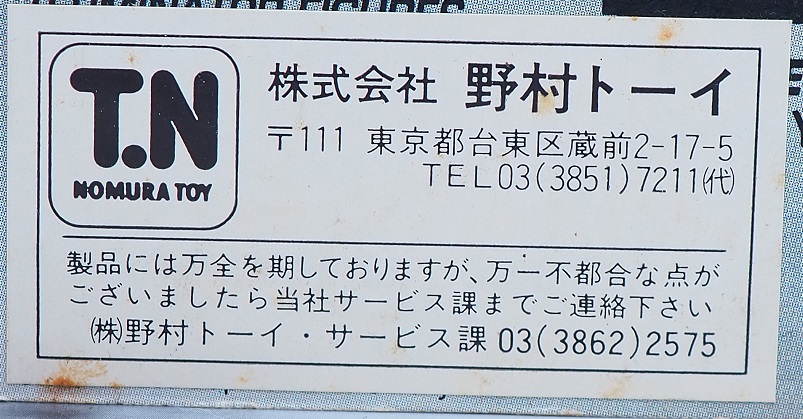 T.N
NOMURA TOY
株式会社 野村トーイ
〒111 東京都台東区蔵前2-17-5
TEL03(3851)7211㈹
製品には万全を期しておりますが、万一不都合な点が
ございましたら当社サービス課までご連絡下さい
㈱野村トーイ・サービス課 03(3862)2575